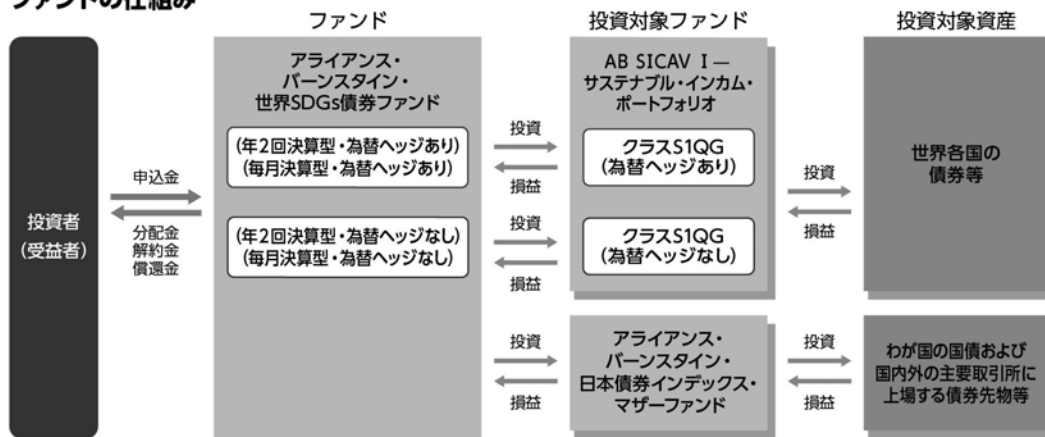 ファンドの仕組み
ファンド
投資対象ファンド
投資対象資産
投資者
(受益者)
申込金
分配金
解約金
償還金
アライアンス・
バーンスタイン・
世界SDGs債券ファンド
(年2回決算型・為替ヘッジあり)
(毎月決算型・為替ヘッジあり)
(年2回決算型・為替ヘッジなし)
(毎月決算型・為替ヘッジなし)
投資
損益
投資
損益
投資
損益
AB SICAV Ⅰ―
サステナブル・インカム・
ポートフォリオ
クラスS1QG
(為替ヘッジあり)
クラスS1QG
(為替ヘッジなし)
アライアンス・
バーンスタイン・
日本債券インデックス・
マザーファンド
投資
損益
投資
損益
世界各国の
債券等
わが国の国債および
国内外の主要取引所に
上場する債券先物等